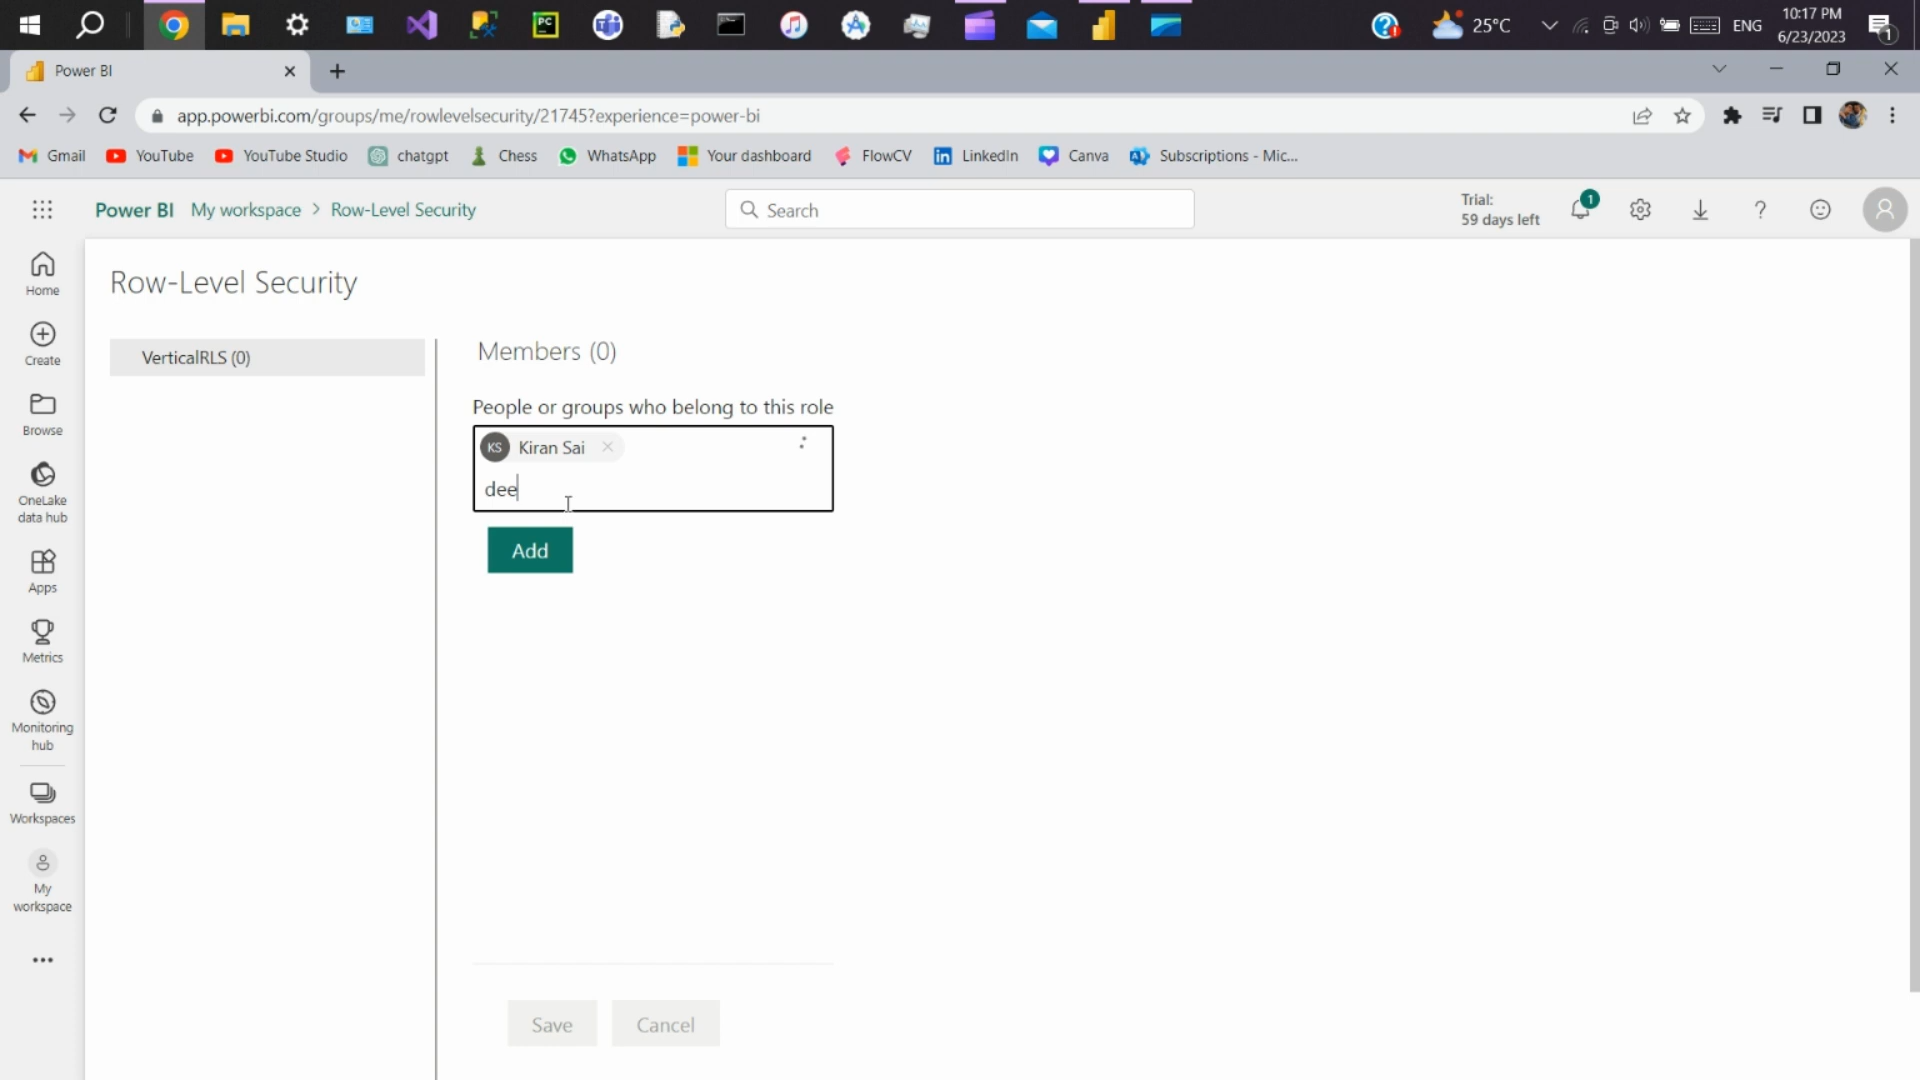 PC
25°C
ENG
10:17 PM
6/23/2023
1
Power BI
app.powerbi.com/groups/me/rowlevelsecurity/21745?experience=power-bi
Gmail YouTube YouTube Studio chatgpt Chess WhatsApp Your dashboard FlowCV LinkedIn Canva Subscriptions - Mic...
Power BI My workspace > Row-Level Security
Search
Trial:
59 days left
1
Home
Create
Browse
OneLake
data hub
Apps
Metrics
Monitoring
hub
Workspaces
My
workspace
Row-Level Security
VerticalRLS (0)
Members (0)
People or groups who belong to this role
KS Kiran Sai
dee
Add
Save Cancel